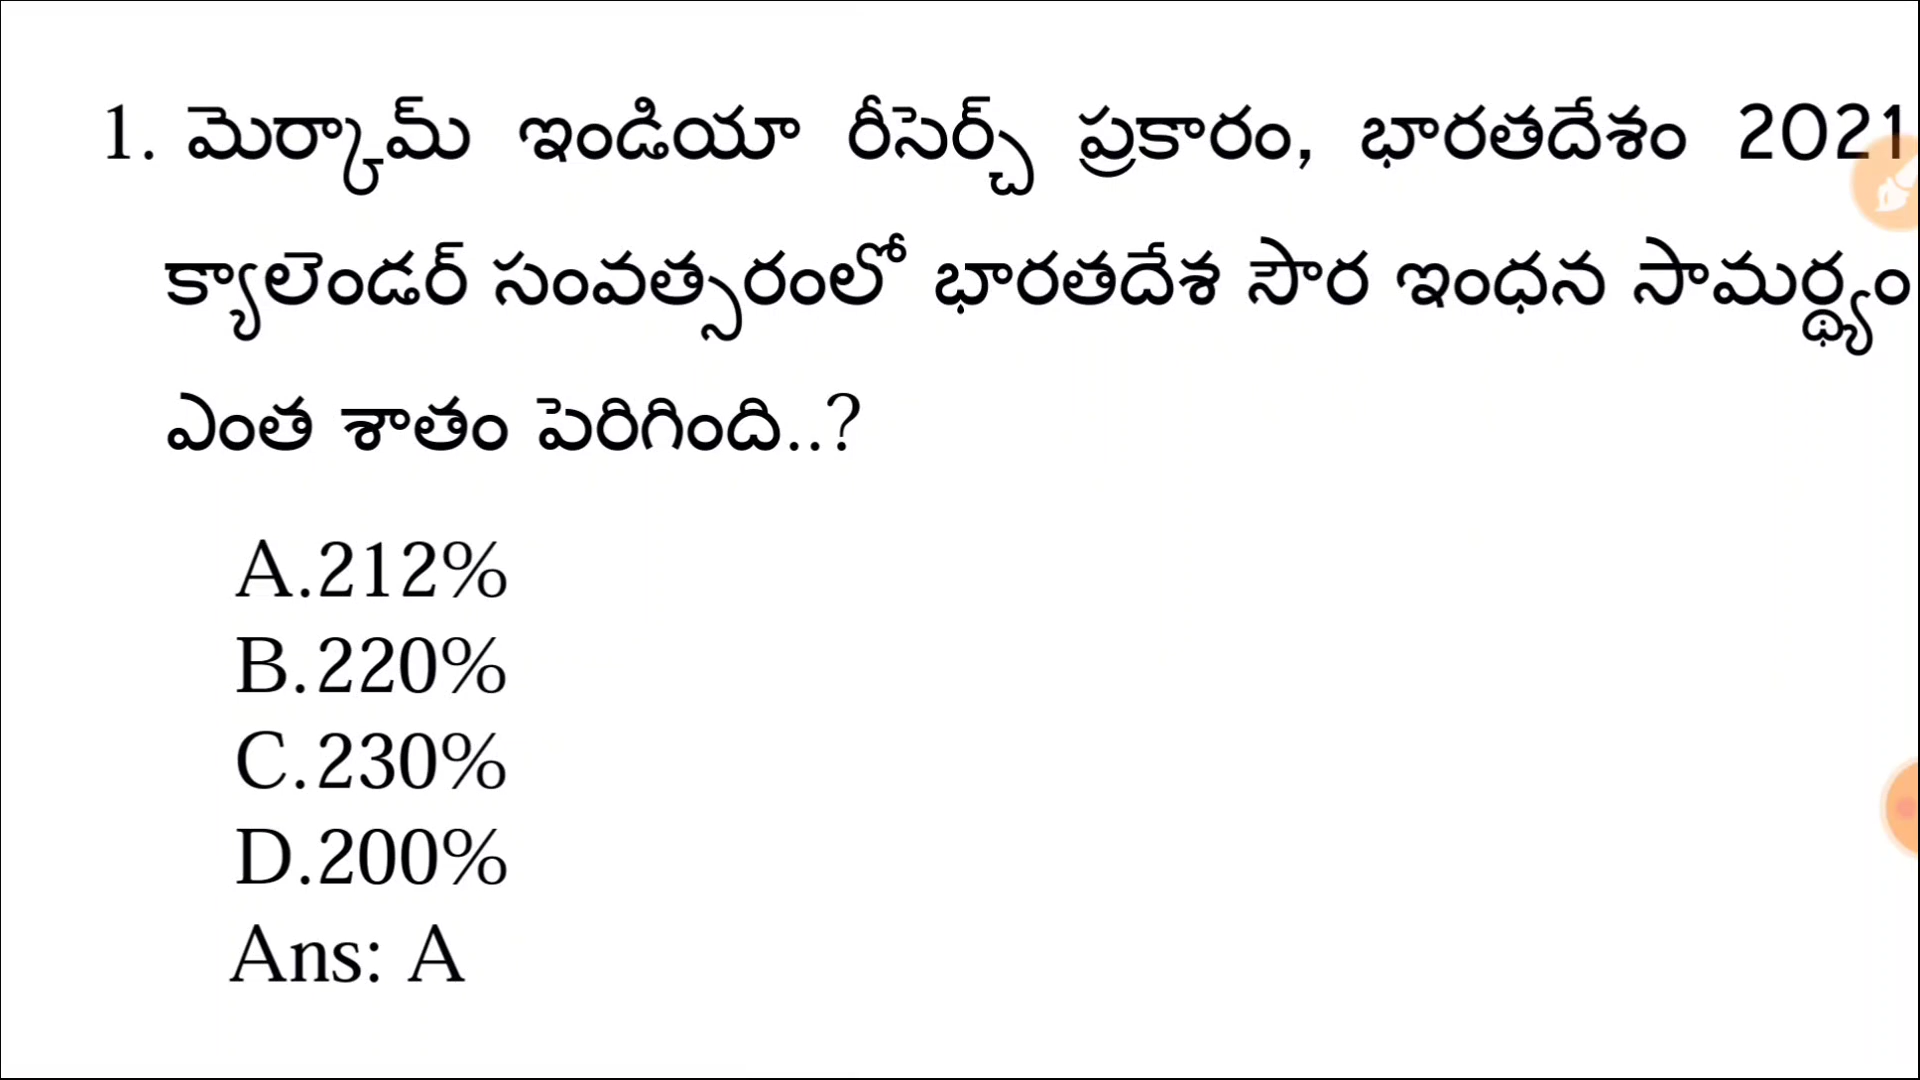 1. మెర్కామ్ ఇండియా రీసెర్చ్ ప్రకారం, భారతదేశం 2021
క్యాలెండర్ సంవత్సరంలో భారతదేశ సౌర ఇంధన సామర్థ్యం
ఎంత శాతం పెరిగింది..?
A.212%
B.220%
C.230%
D.200%
Ans: A